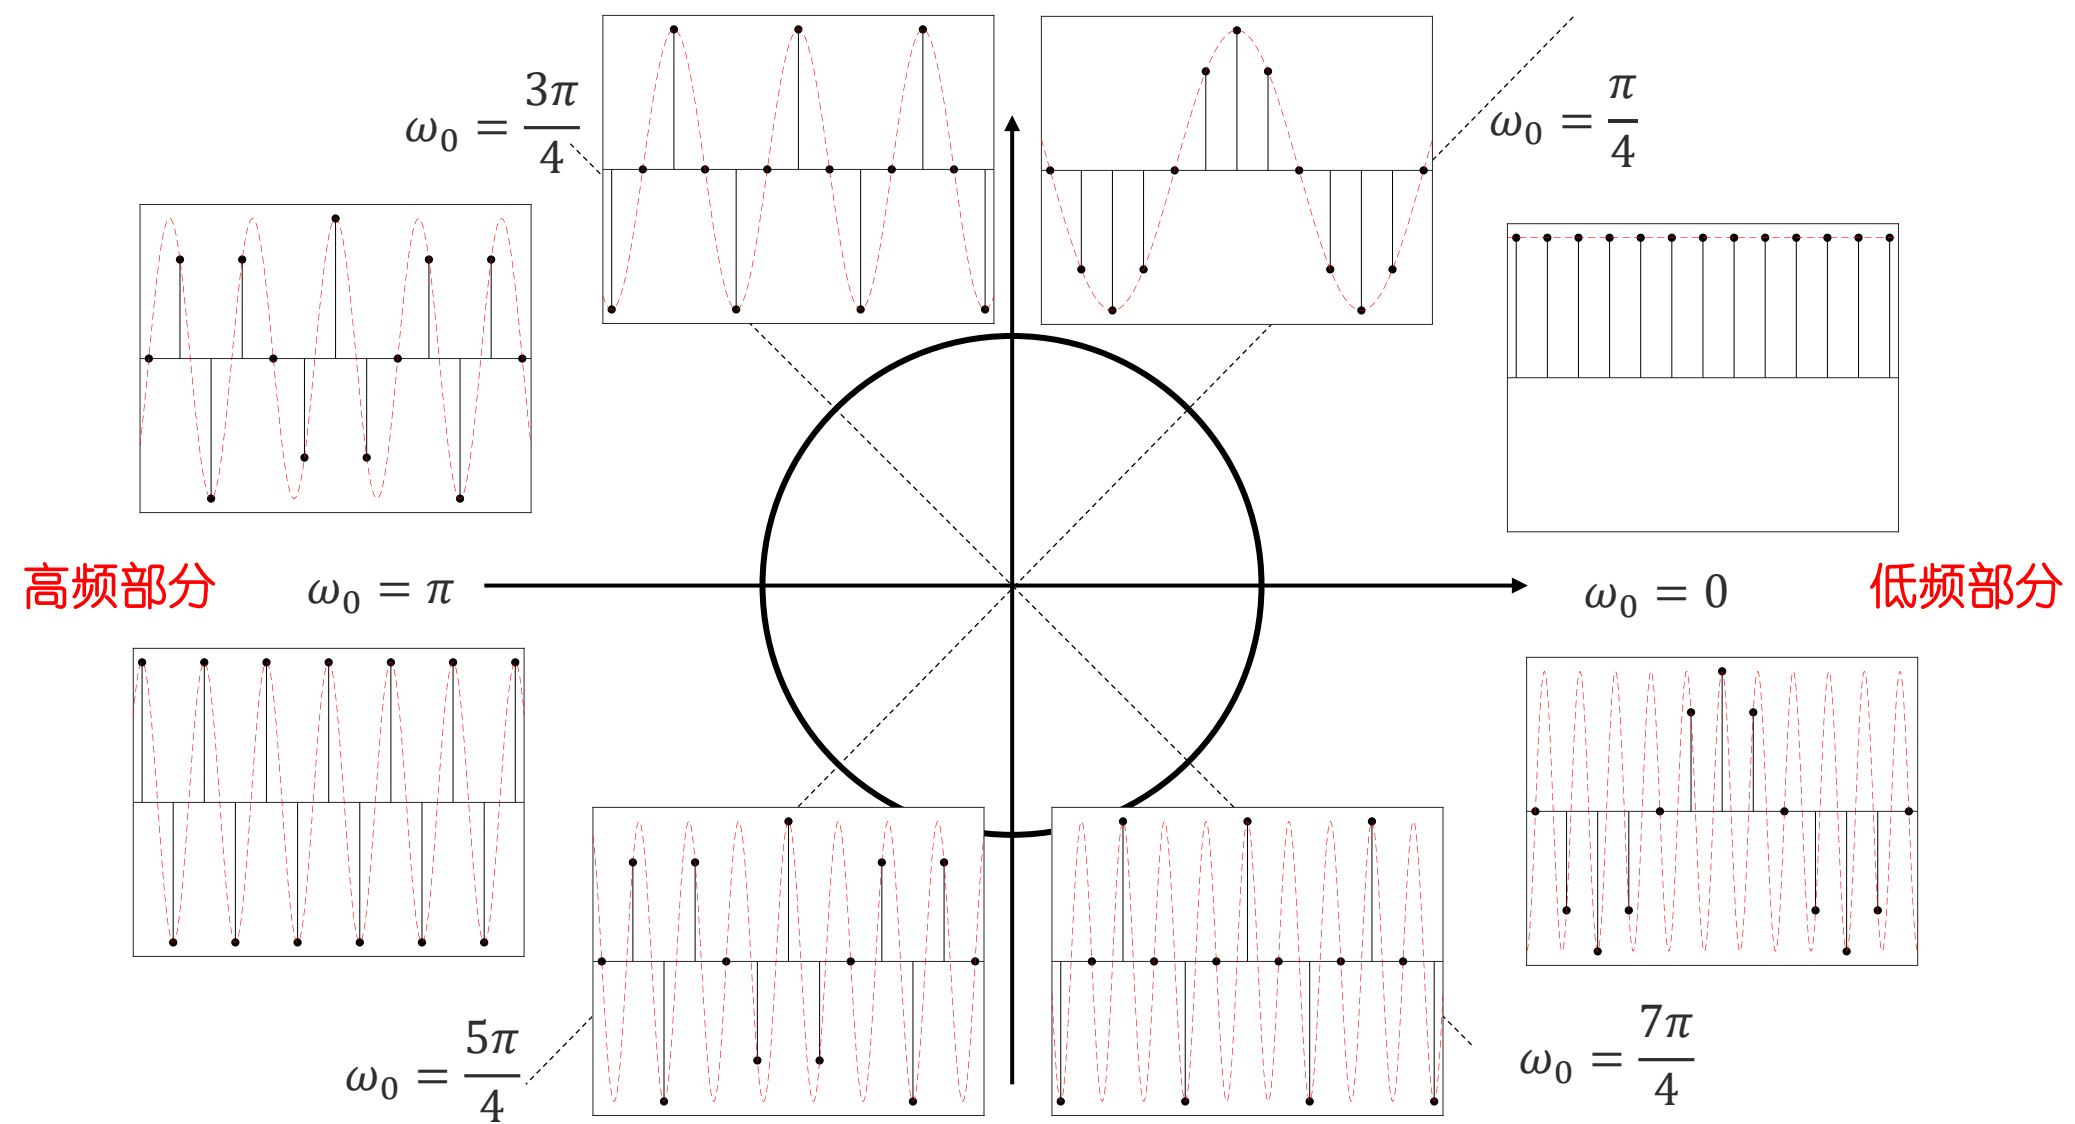 ω₀ = 3π/4
ω₀ = π/4
高频部分
ω₀ = π
ω₀ = 0
低频部分
ω₀ = 5π/4
ω₀ = 7π/4